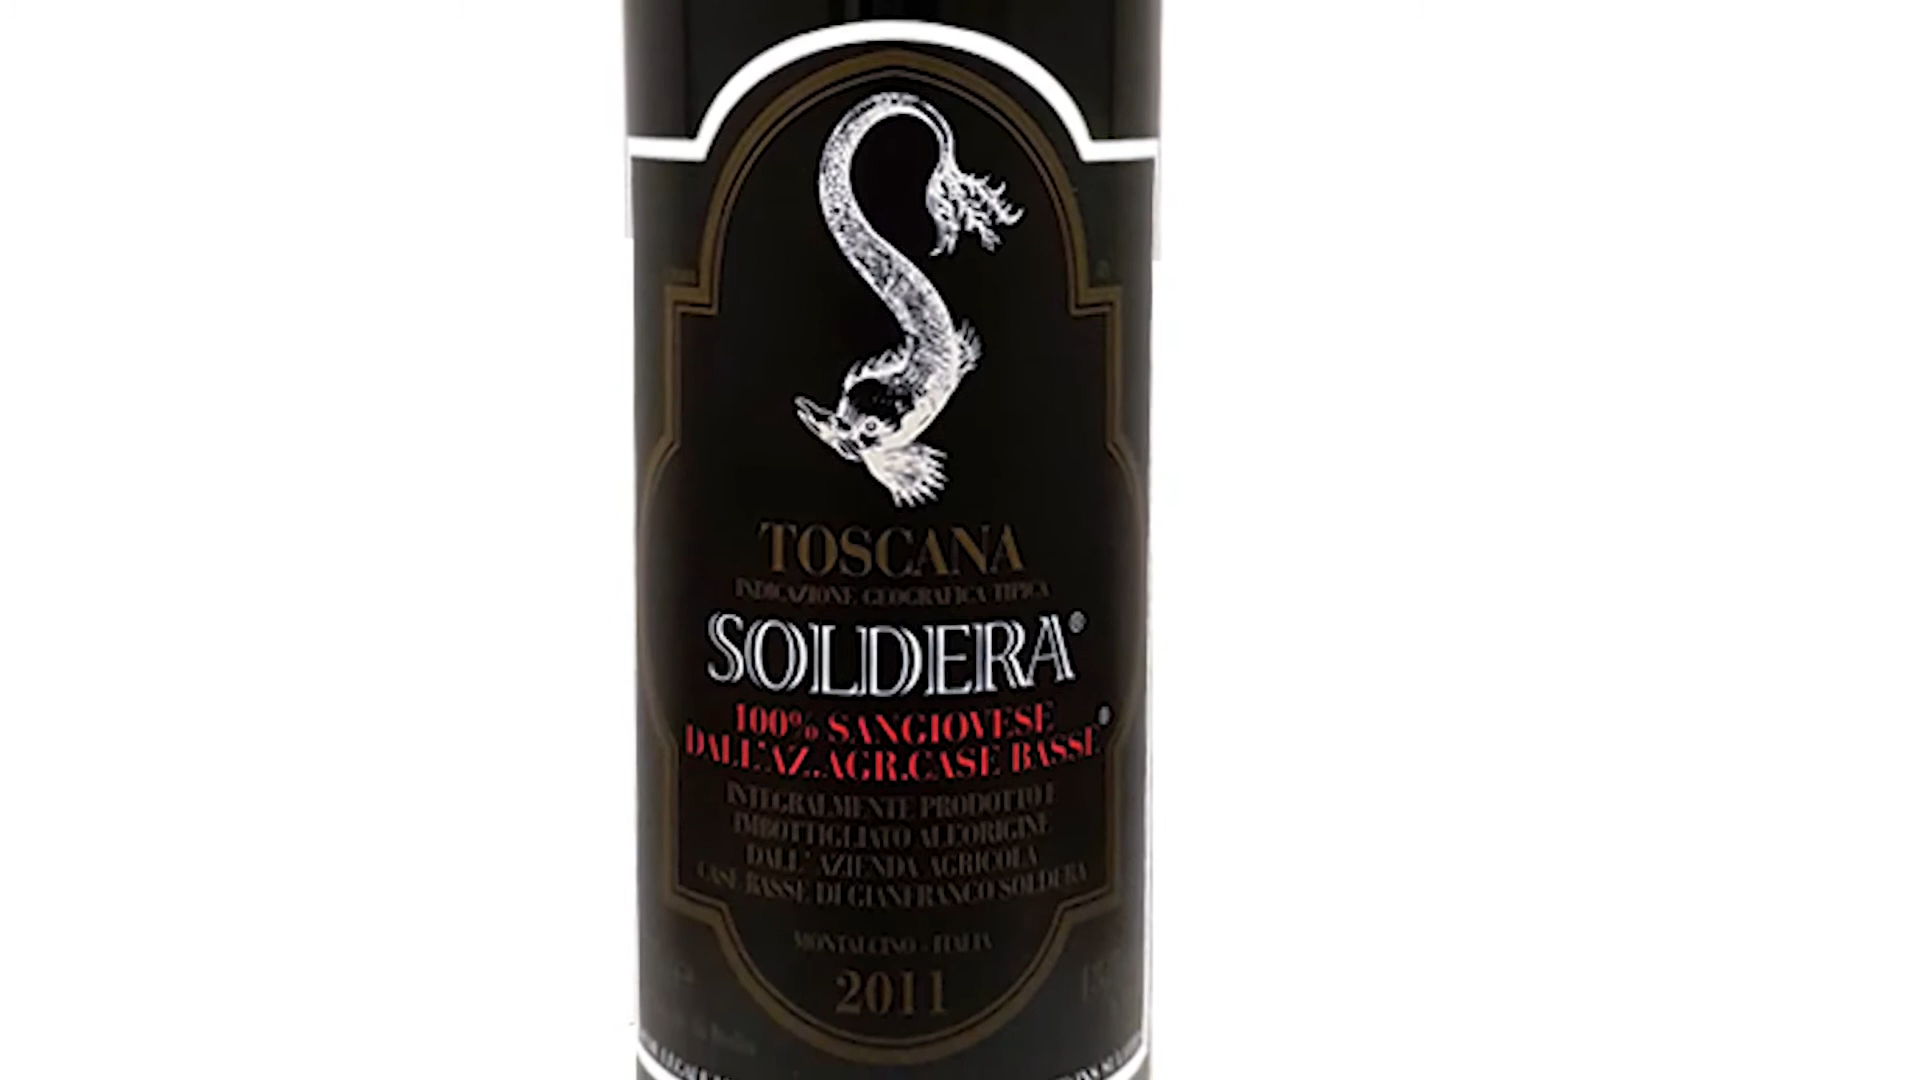 TOSCANA
INDICAZIONE GEOGRAFICA TIPICA
SOLDERA®
100% SANGIOVESE
DALL'AZ.AGR.CASE BASSE®
INTEGRALMENTE PRODOTTO E
IMBOTTIGLIATO ALL'ORIGINE
DALL' AZIENDA AGRICOLA
CASE BASSE DI GIANFRANCO SOLDERA
MONTALCINO - ITALIA
2011